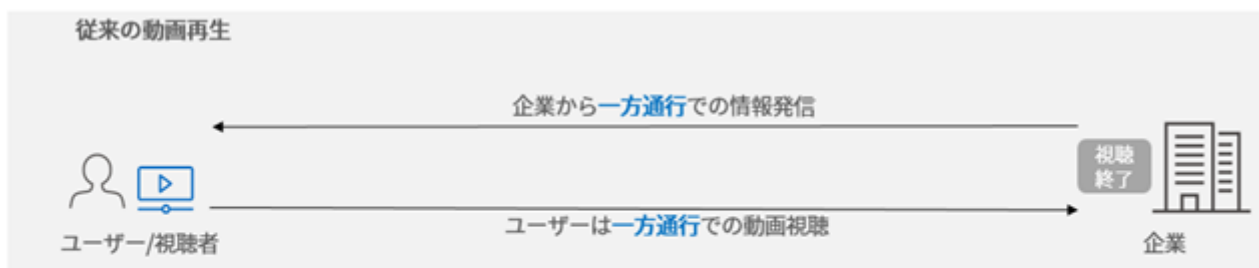 従来の動画再生
企業から一方通行での情報発信
視聴
終了
ユーザーは一方通行での動画視聴
ユーザー/視聴者
企業